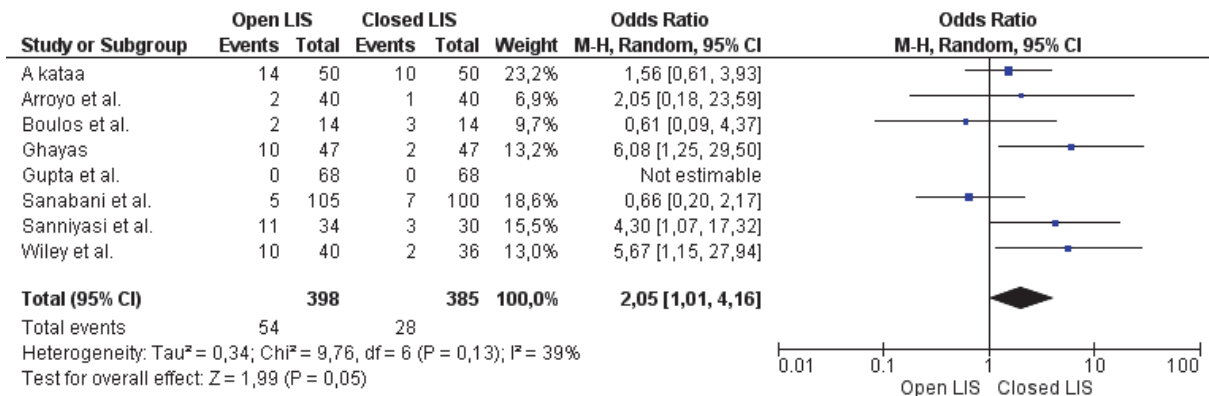 Open LIS Closed LIS Odds Ratio Odds Ratio
Study or Subgroup Events Total Events Total Weight M-H, Random, 95% CI M-H, Random, 95% CI
A kataa 14 50 10 50 23,2% 1,56 [0,61; 3,93]
Arroyo et al. 2 40 1 40 6,9% 2,05 [0,18; 23,59]
Boulos et al. 2 14 3 14 9,7% 0,61 [0,09; 4,37]
Ghayas 10 47 2 47 13,2% 6,08 [1,25; 29,50]
Gupta et al. 0 68 0 68 Not estimable
Sanabani et al. 5 105 7 100 18,6% 0,66 [0,20; 2,17]
Sanniyasi et al. 11 34 3 30 15,5% 4,30 [1,07; 17,32]
Wiley et al. 10 40 2 36 13,0% 5,67 [1,15; 27,94]
Total (95% CI) 398 385 100,0% 2,05 [1,01; 4,16]
Total events 54 28
Heterogeneity: Tau² = 0,34; Chi² = 9,76, df = 6 (P = 0,13); I² = 39%
Test for overall effect: Z = 1,99 (P = 0,05)
0.01 0.1 1 10 100
Open LIS Closed LIS